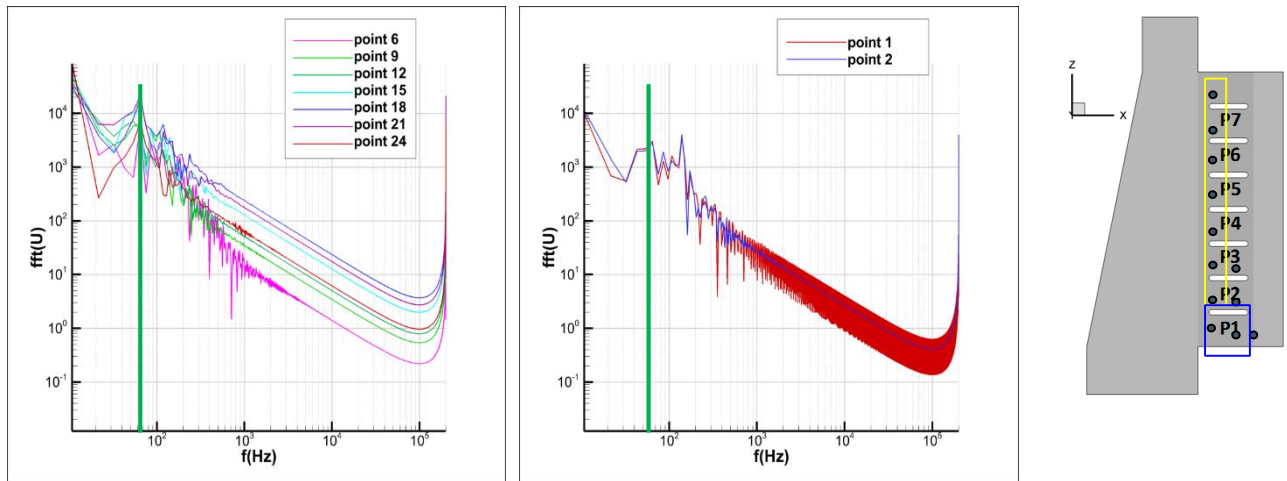 point 6
point 9
point 12
point 15
point 18
point 21
point 24
10^4
10^3
10^2
10^1
10^0
10^-1
fft(U)
10^2
10^3
10^4
10^5
f(Hz)
point 1
point 2
10^4
10^3
10^2
10^1
10^0
10^-1
fft(U)
10^2
10^3
10^4
10^5
f(Hz)
z
x
P7
P6
P5
P4
P3
P2
P1